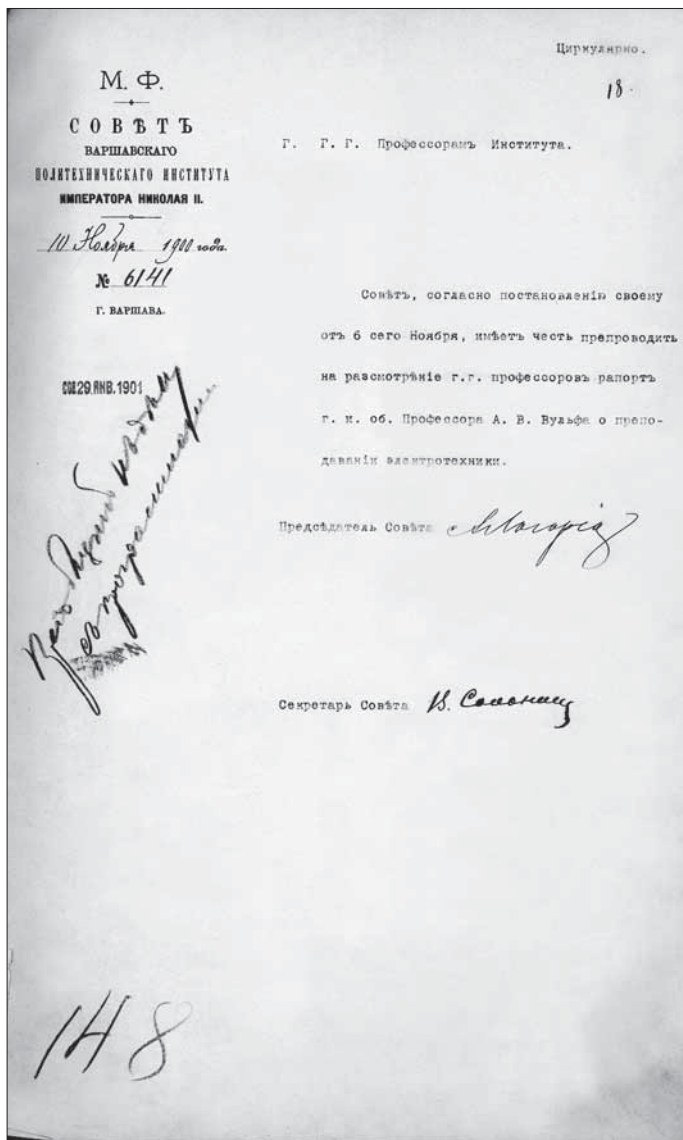 Циркулярно.
18.
М. Ф.
СОВѢТЪ
ВАРШАВСКАГО
ПОЛИТЕХНИЧЕСКАГО ИНСТИТУТА
ИМПЕРАТОРА НИКОЛАЯ II.
10 Ноября 1900 года.
№ 6141
Г. ВАРШАВА.
Г. Г. Г. Профессорамъ Института.
Совѣтъ, согласно постановленію своему
отъ 6 сего Ноября, имѣетъ честь препроводить
на разсмотрѣніе г.г. профессоровъ рапортъ
г. и. об. Профессора А. В. Вульфа о препо-
даваніи электротехники.
29 ЯНВ. 1901
Предсѣдатель Совѣта
Секретарь Совѣта В.
148